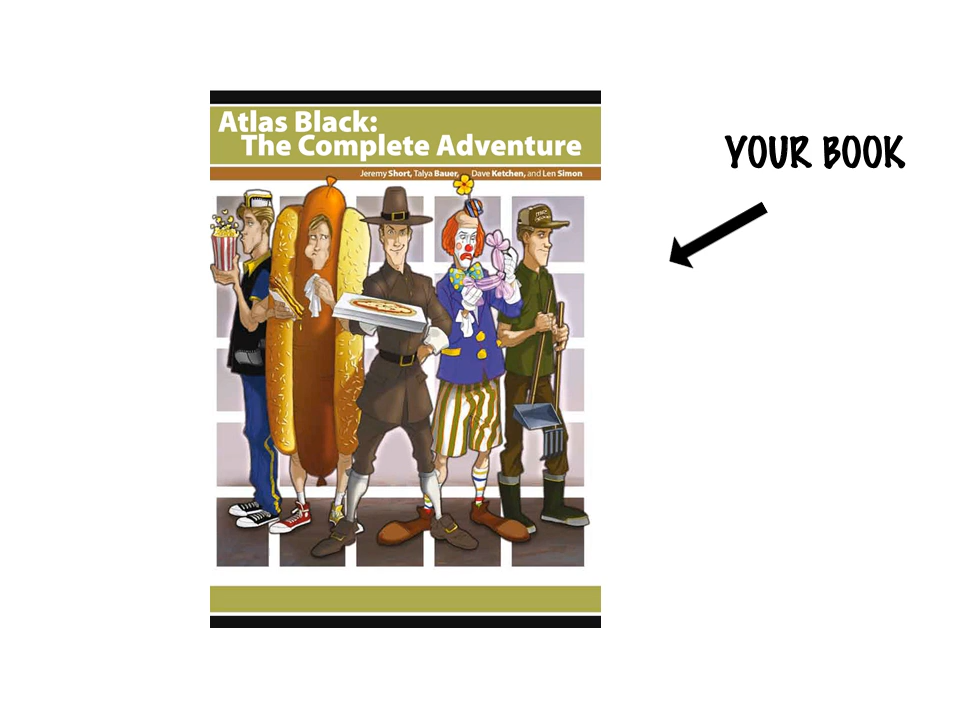 Atlas Black:
The Complete Adventure
Jeremy Short, Talya Bauer, Dave Ketchen, and Len Simon
YOUR BOOK